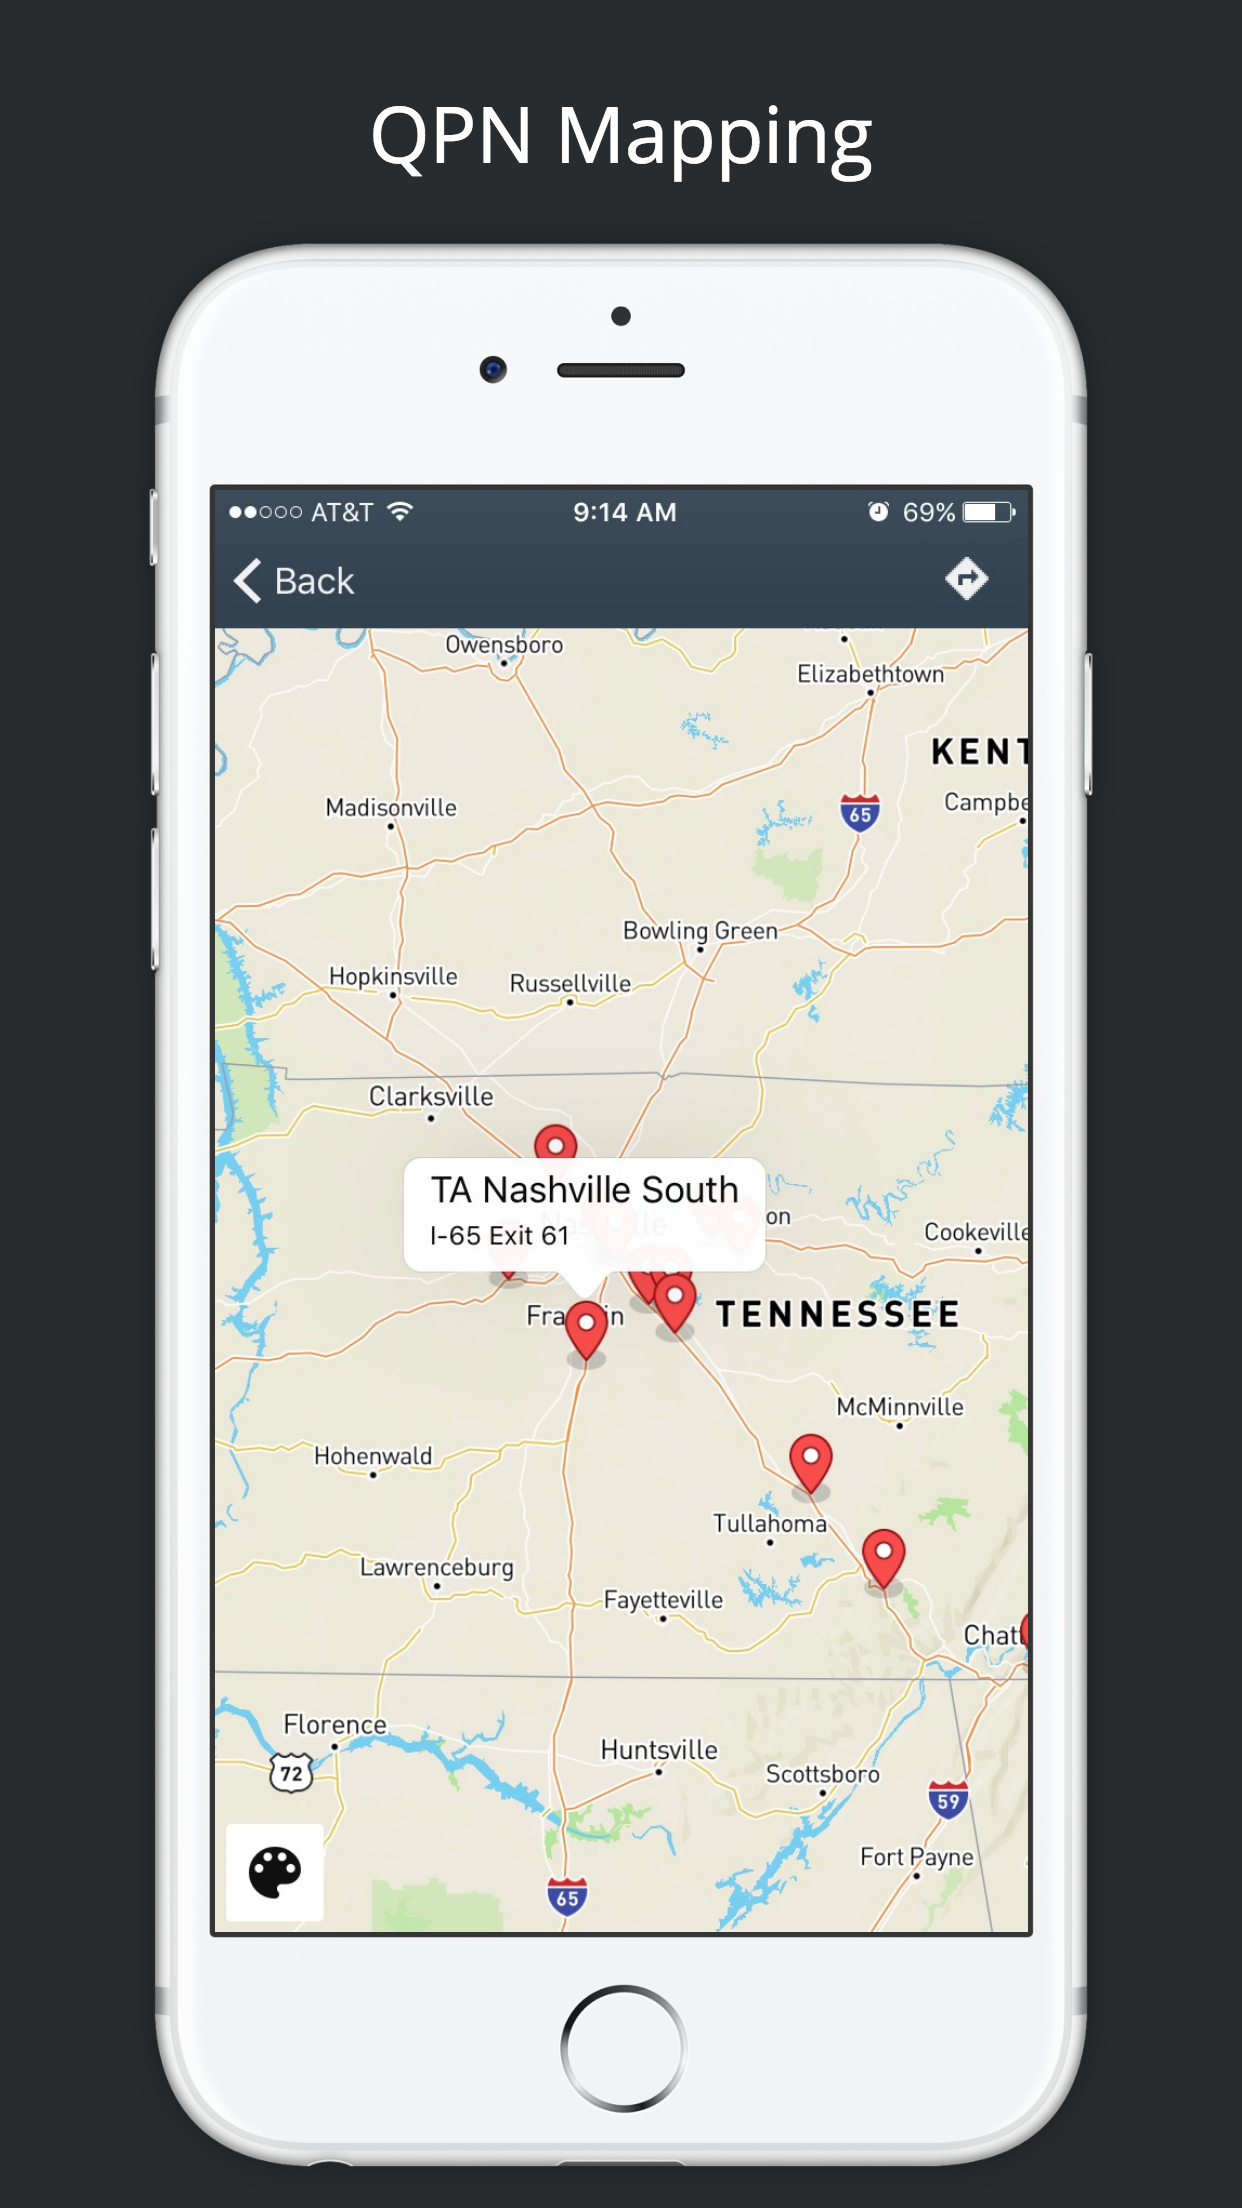 QPN Mapping
AT&T
9:14 AM
69%
Back
Owensboro
Elizabethtown
KENT
Madisonville
65
Campbe
Bowling Green
Hopkinsville
Russellville
Clarksville
TA Nashville South
I-65 Exit 61
on
Cookeville
Fra in
TENNESSEE
McMinnville
Hohenwald
Tullahoma
Lawrenceburg
Fayetteville
Chatt
Florence
72
Huntsville
Scottsboro
59
Fort Payne
65